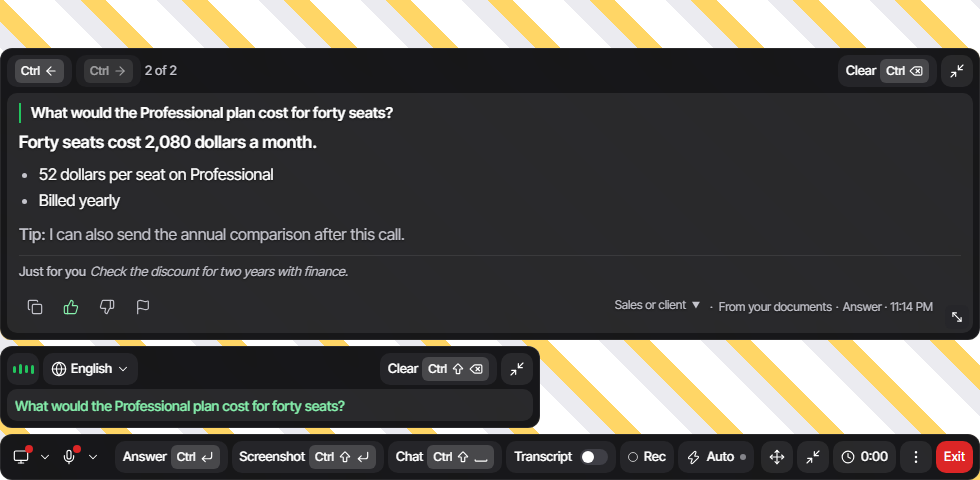 Ctrl ← Ctrl → 2 of 2 Clear Ctrl
What would the Professional plan cost for forty seats?
Forty seats cost 2,080 dollars a month.
• 52 dollars per seat on Professional
• Billed yearly
Tip: I can also send the annual comparison after this call.
Just for you Check the discount for two years with finance.
Sales or client ▼ · From your documents · Answer · 11:14 PM
English Clear Ctrl
What would the Professional plan cost for forty seats?
Answer Ctrl Screenshot Ctrl Chat Ctrl Transcript Rec Auto 0:00 Exit